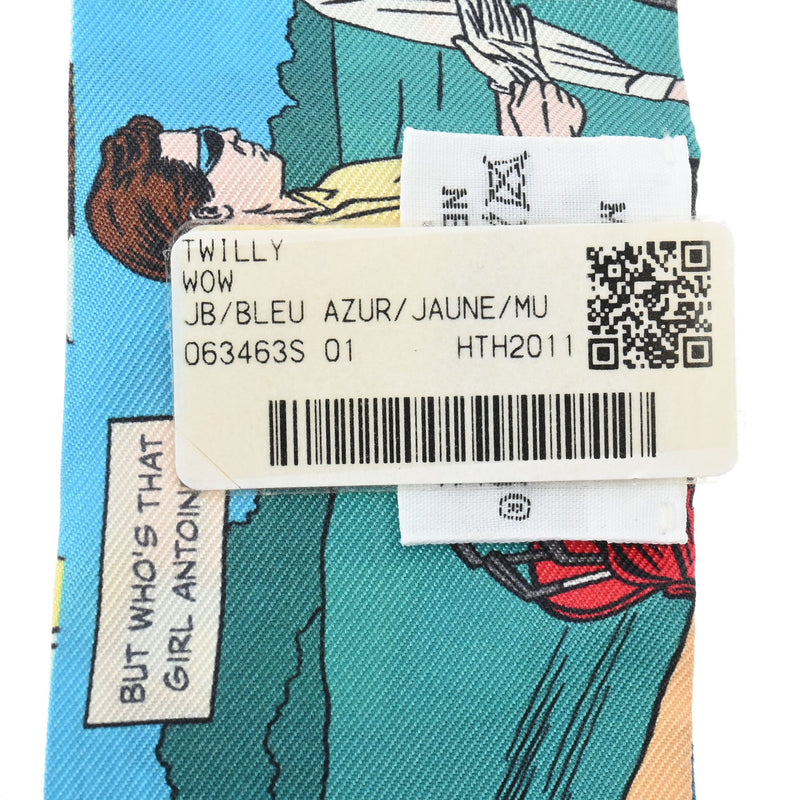 TWILLY
WOW
JB/BLEU AZUR/JAUNE/MU
063463S 01 HTH2011
BUT WHO'S THAT
GIRL ANTOIN